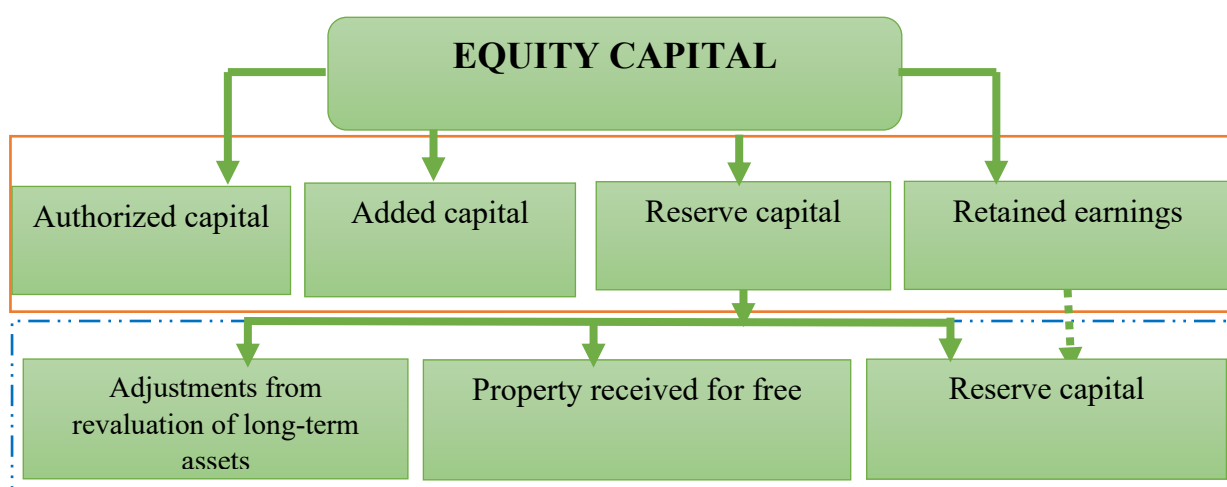 EQUITY CAPITAL
Authorized capital
Added capital
Reserve capital
Retained earnings
Adjustments from
revaluation of long-term
assets
Property received for free
Reserve capital